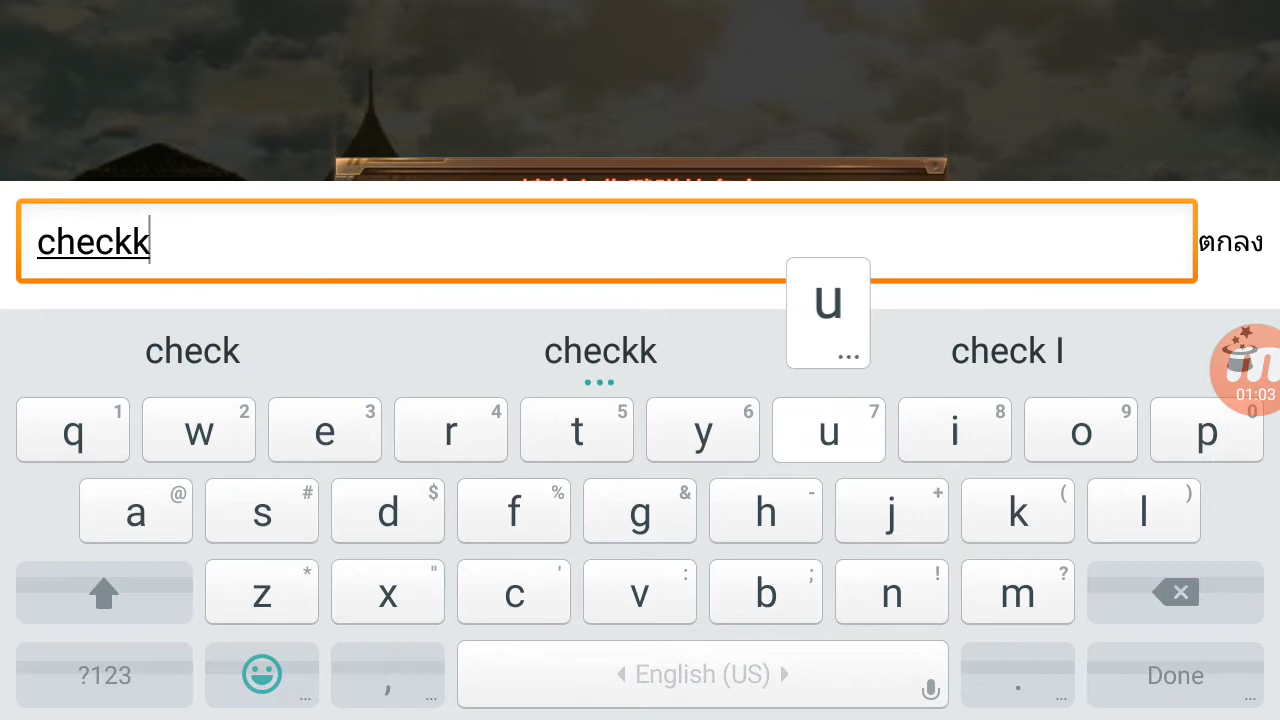 checkk
ตกลง
u
...
check
checkk
check I
01:03
q 1 w 2 e 3 r 4 t 5 y 6 u 7 i 8 o 9 p 0
a @ s # d $ f % g & h - j + k ( l )
z * x " c ' v : b ; n ! m ?
?123 , English (US) . Done